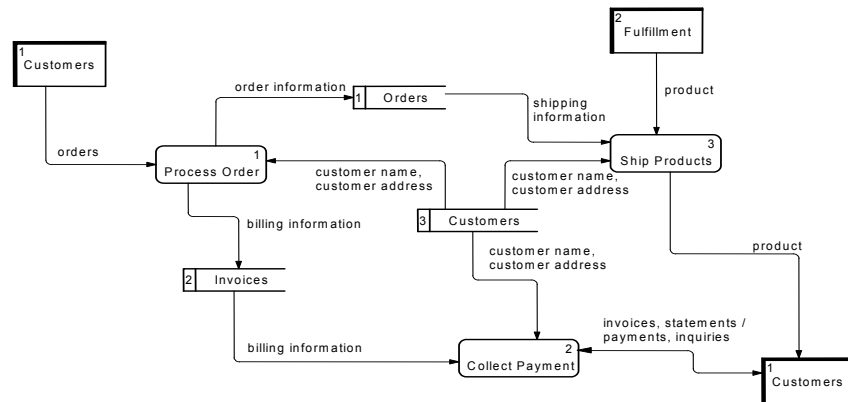 2
Fulfillment
1
Customers
order information
1 Orders
product
shipping
information
orders
1
Process Order
customer name,
customer address
customer name,
customer address
3
Ship Products
3 Customers
billing information
product
customer name,
customer address
2 Invoices
invoices, statements /
payments, inquiries
billing information
2
Collect Payment
1
Customers